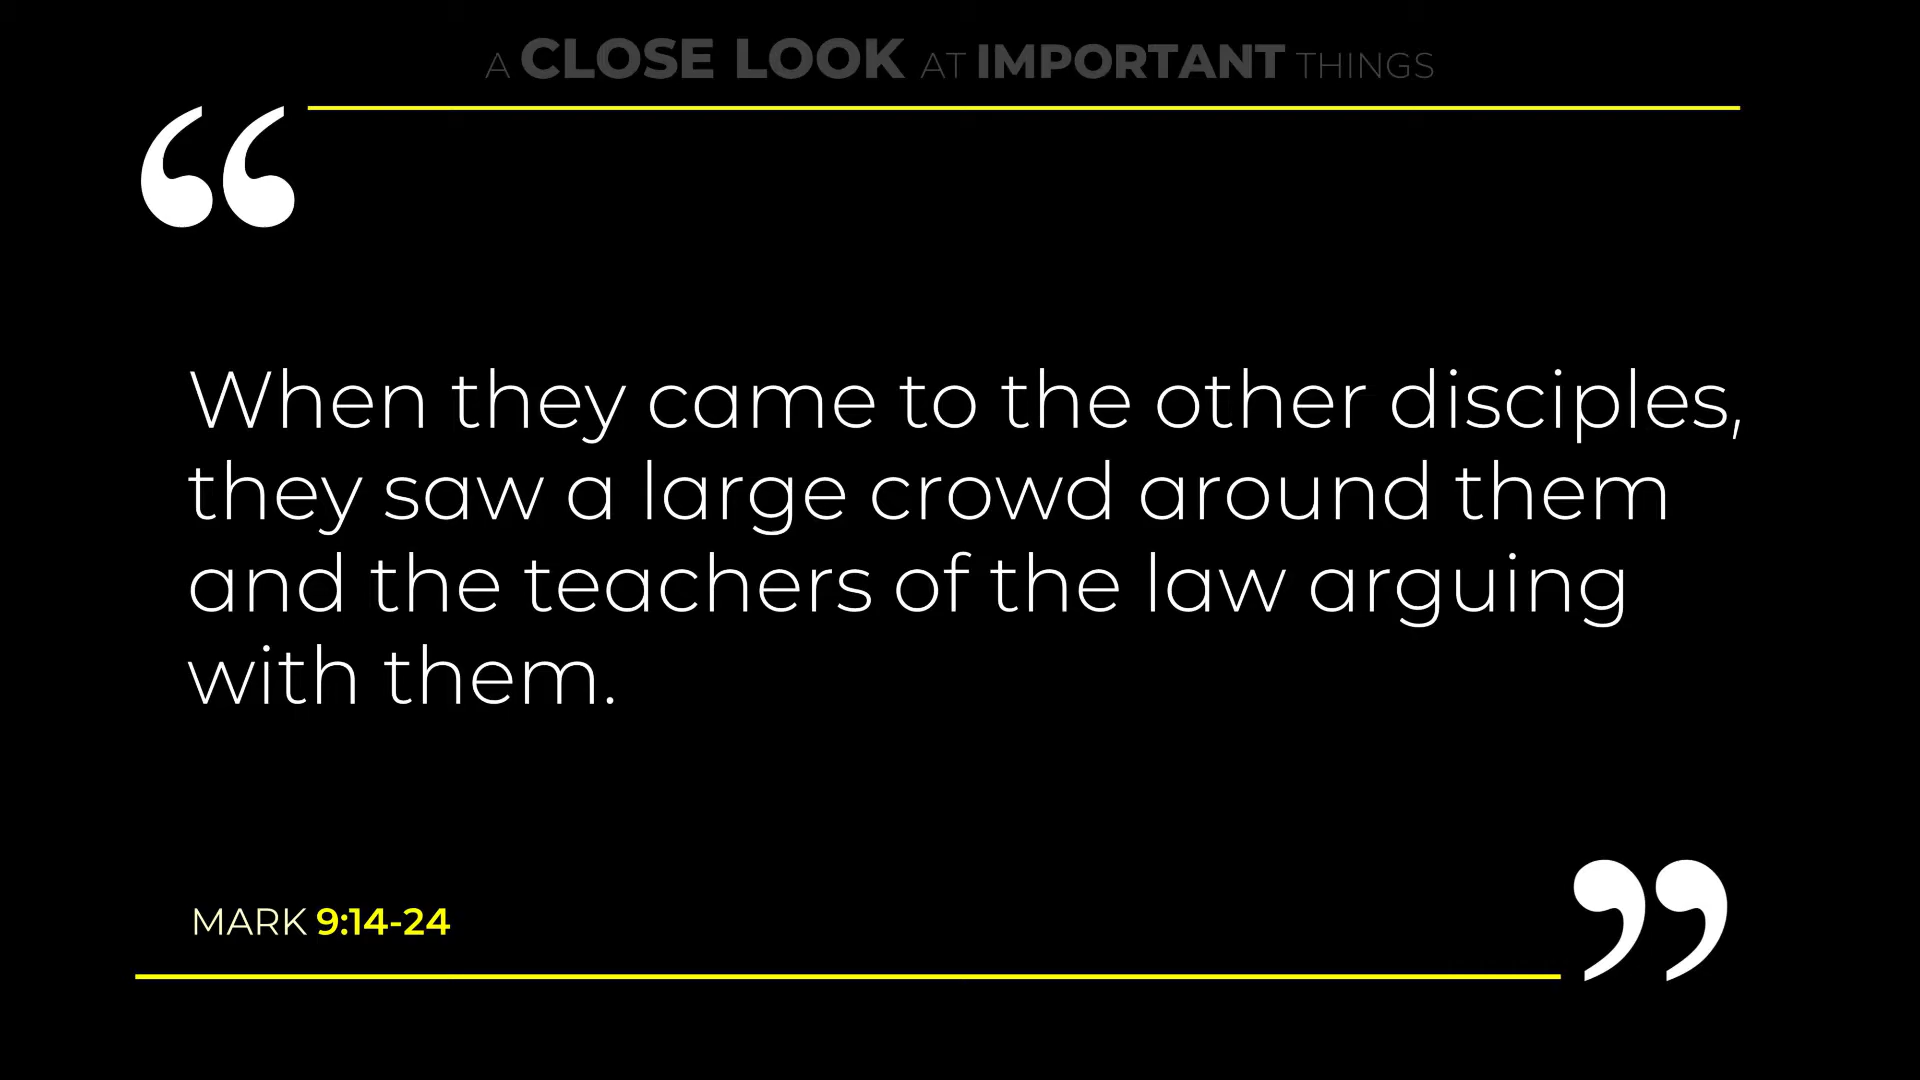 A CLOSE LOOK AT IMPORTANT THINGS
“
When they came to the other disciples,
they saw a large crowd around them
and the teachers of the law arguing
with them.
MARK 9:14-24
”